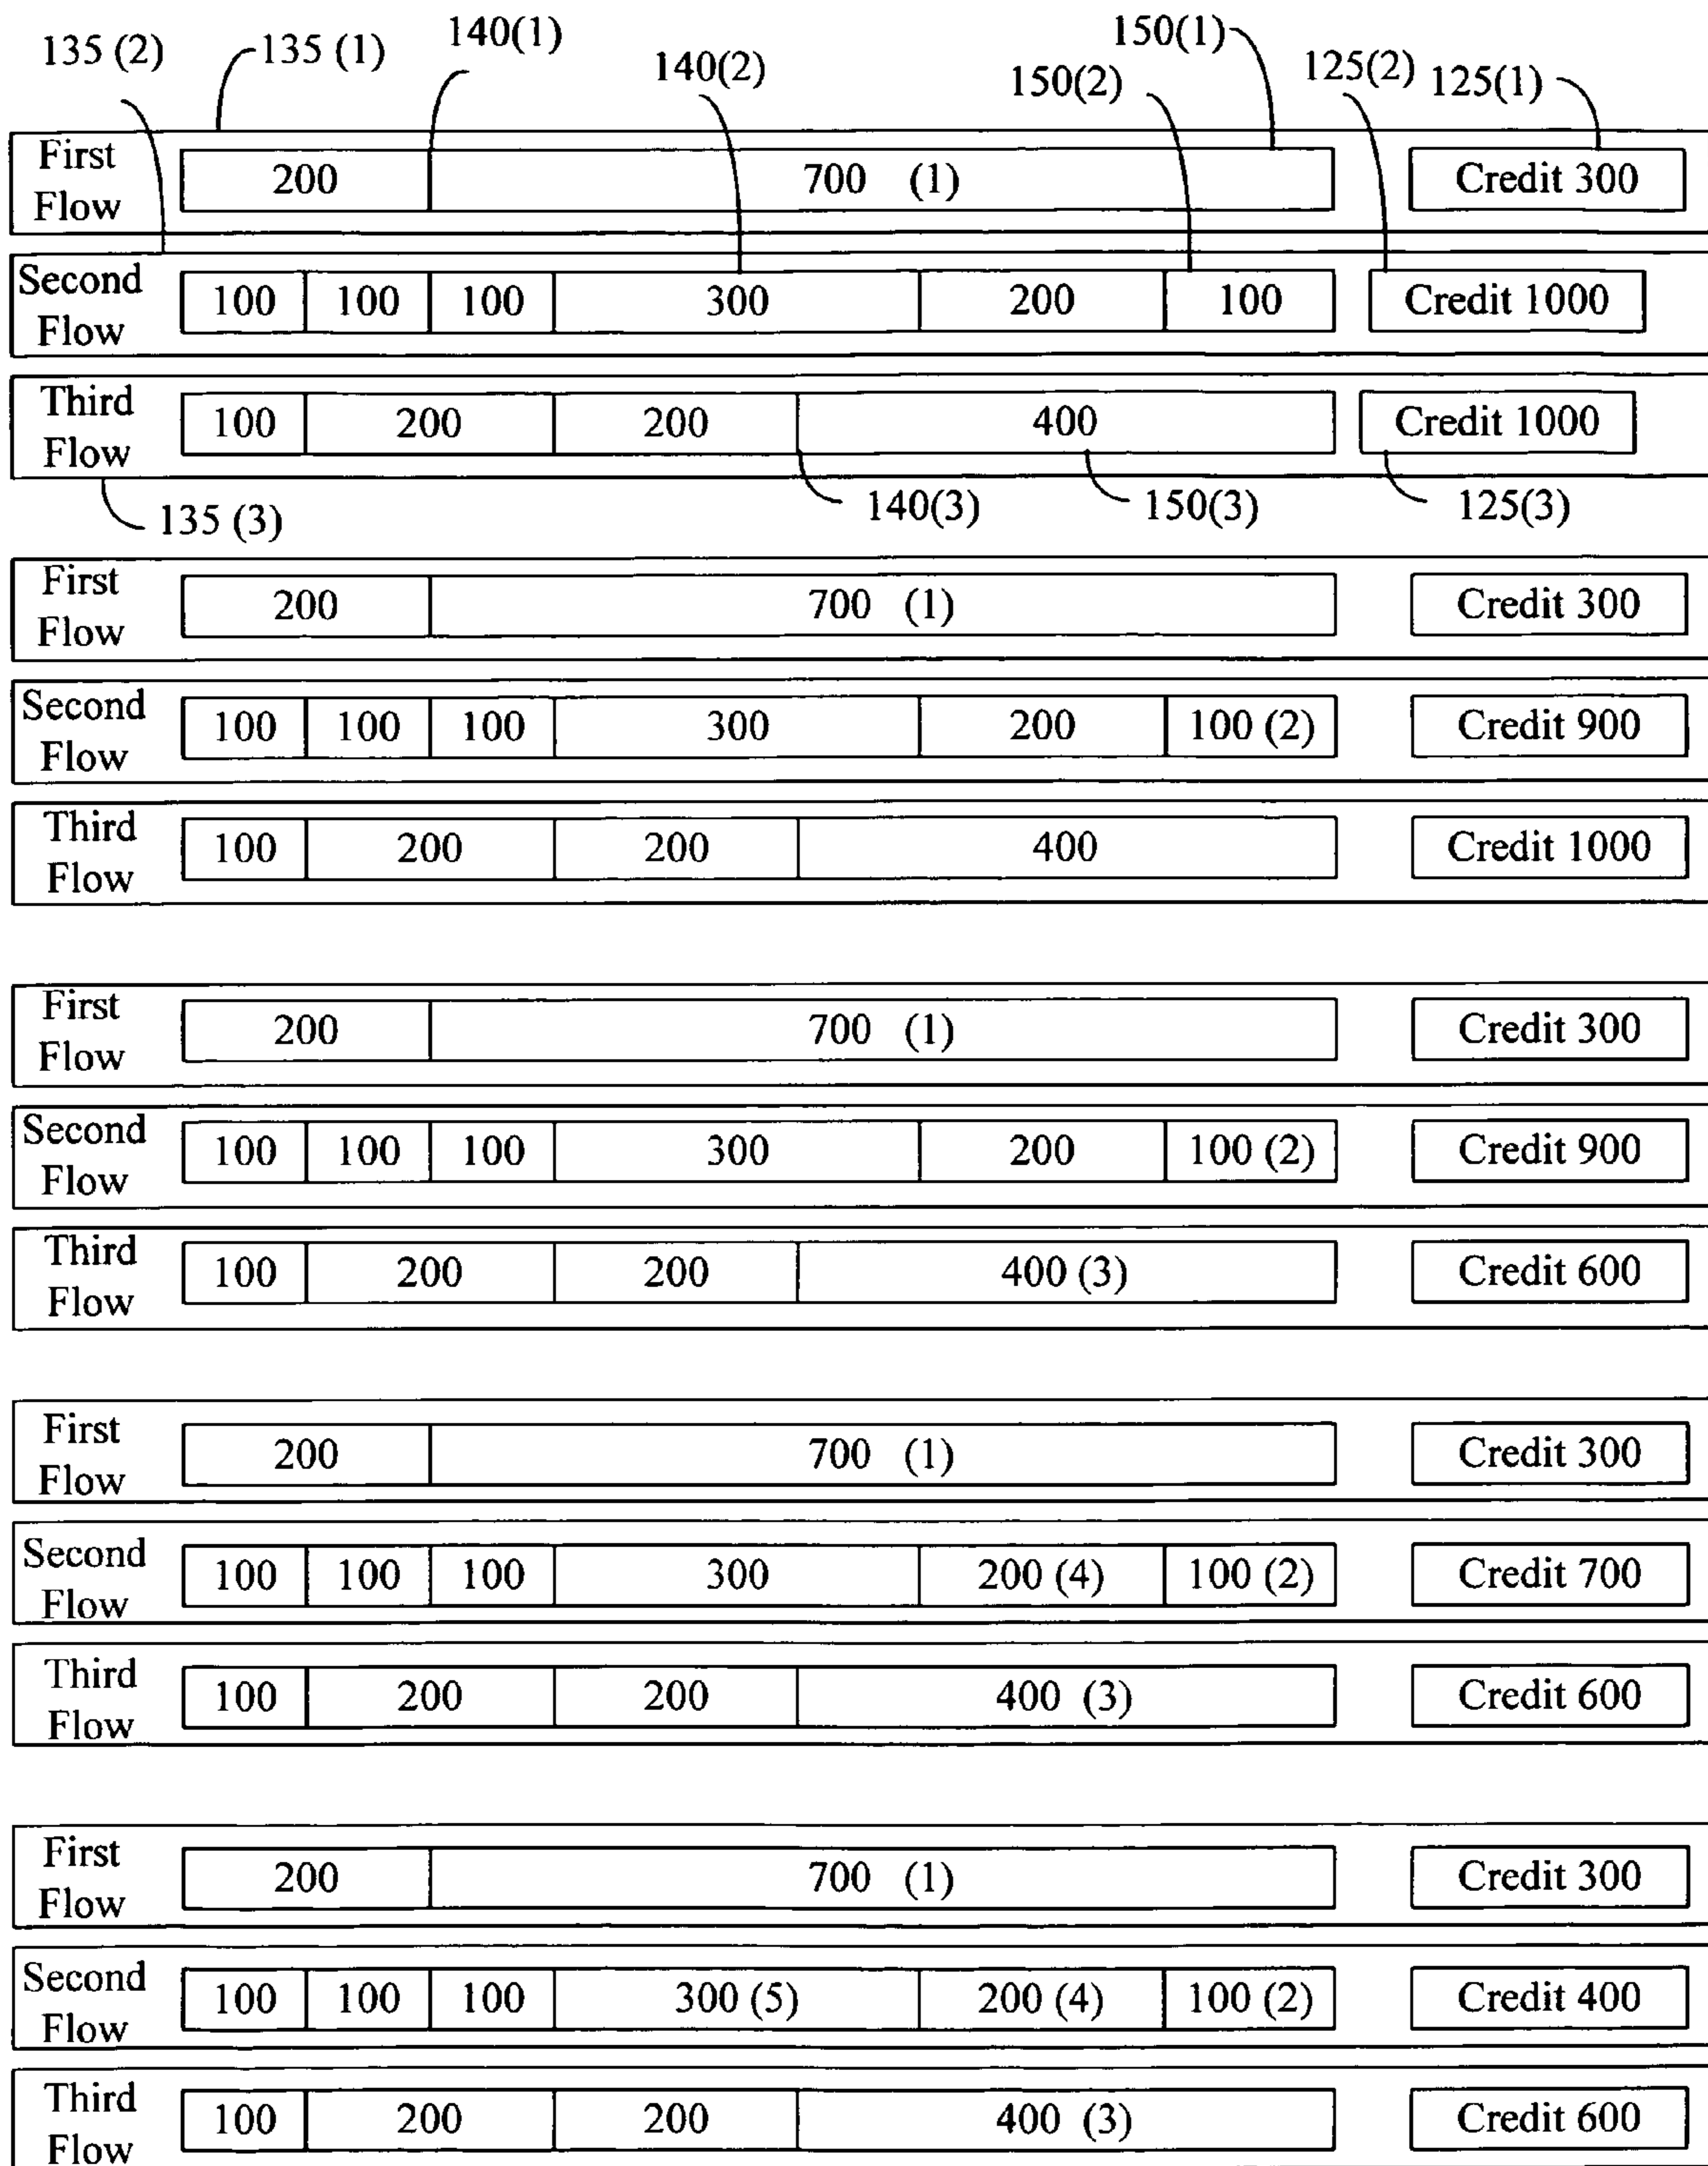 135 (2) 135 (1) 140(1) 140(2) 150(1) 150(2) 125(2) 125(1)
First Flow 200 700 (1) Credit 300
Second Flow 100 100 100 300 200 100 Credit 1000
Third Flow 100 200 200 400 Credit 1000
135 (3) 140(3) 150(3) 125(3)
First Flow 200 700 (1) Credit 300
Second Flow 100 100 100 300 200 100 (2) Credit 900
Third Flow 100 200 200 400 Credit 1000
First Flow 200 700 (1) Credit 300
Second Flow 100 100 100 300 200 100 (2) Credit 900
Third Flow 100 200 200 400 (3) Credit 600
First Flow 200 700 (1) Credit 300
Second Flow 100 100 100 300 200 (4) 100 (2) Credit 700
Third Flow 100 200 200 400 (3) Credit 600
First Flow 200 700 (1) Credit 300
Second Flow 100 100 100 300 (5) 200 (4) 100 (2) Credit 400
Third Flow 100 200 200 400 (3) Credit 600